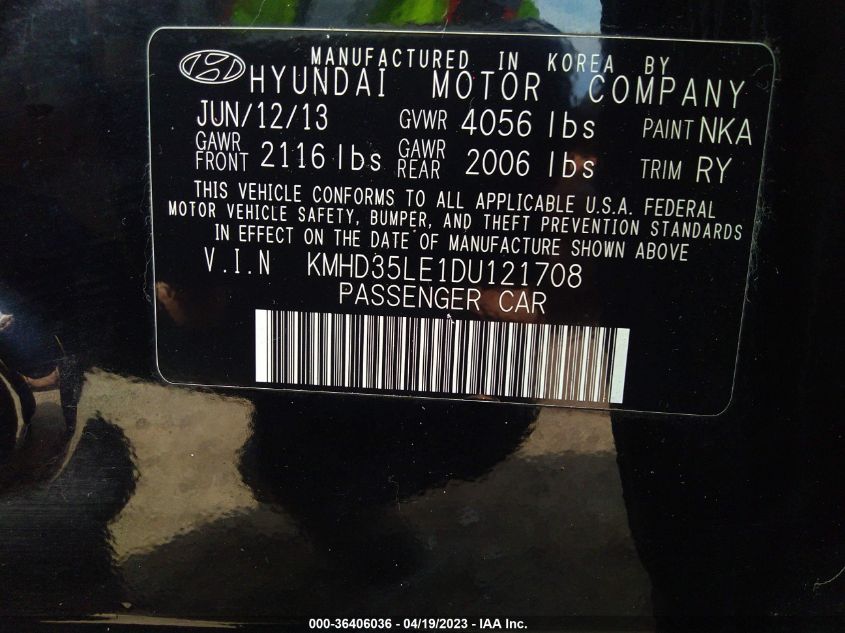 MANUFACTURED IN KOREA BY
HYUNDAI MOTOR COMPANY
JUN/12/13 GVWR 4056 lbs PAINT NKA
GAWR FRONT 2116 lbs GAWR REAR 2006 lbs TRIM RY
THIS VEHICLE CONFORMS TO ALL APPLICABLE U.S.A. FEDERAL
MOTOR VEHICLE SAFETY, BUMPER, AND THEFT PREVENTION STANDARDS
IN EFFECT ON THE DATE OF MANUFACTURE SHOWN ABOVE
V.I.N KMHD35LE1DU121708
PASSENGER CAR
000-36406036 - 04/19/2023 - IAA Inc.